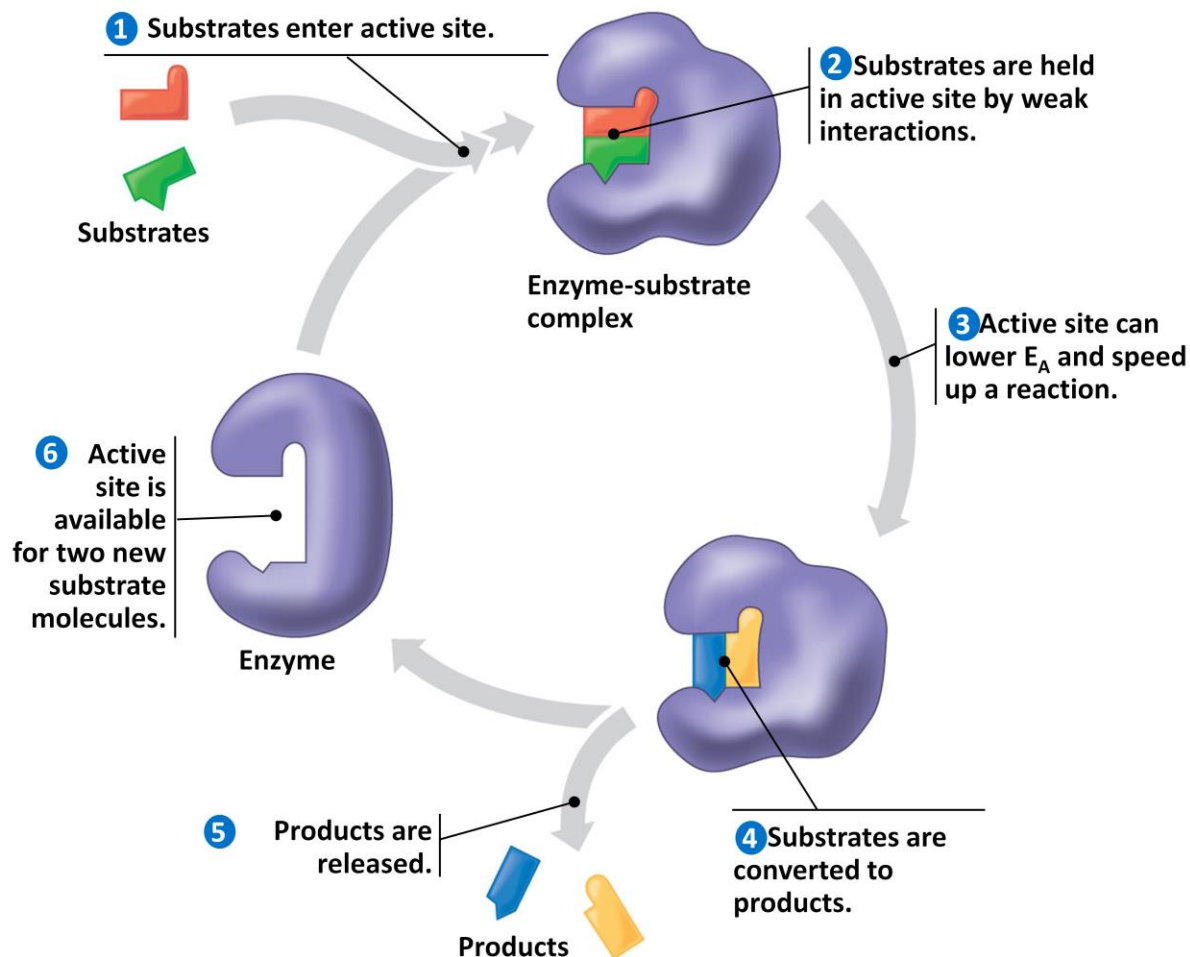 1 Substrates enter active site.
2 Substrates are held
in active site by weak
interactions.
Substrates
Enzyme-substrate
complex
3 Active site can
lower EA and speed
up a reaction.
6 Active
site is
available
for two new
substrate
molecules.
Enzyme
5 Products are
released.
4 Substrates are
converted to
products.
Products